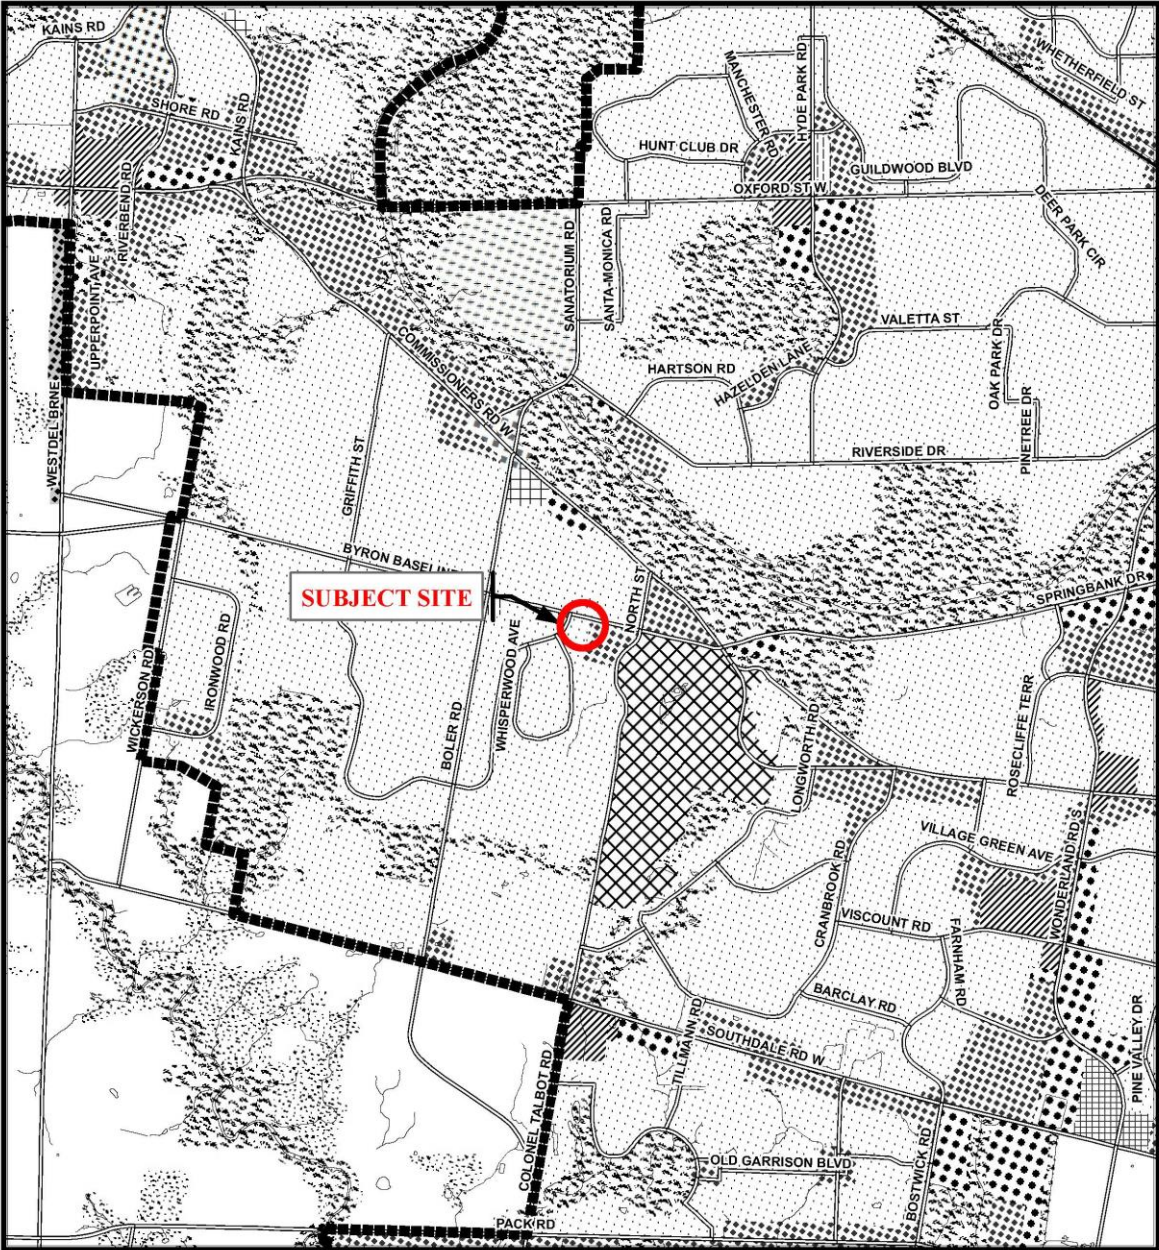 KAINS RD
WHETHERFIELD ST
MANCHESTER RD
HYDE PARK RD
SHORE RD
KAINS RD
HUNT CLUB DR
GUILDWOOD BLVD
OXFORD ST W
RIVERBEND RD
DEER PARK CIR
SANATORIUM RD
SANTA-MONICA RD
UPPERPOINT AVE
VALETTA ST
OAK PARK DR
COMMISSIONERS RD W
HARTSON RD
HAZELDEN LANE
WESTDEL BRNE
PINETREE DR
GRIFFITH ST
RIVERSIDE DR
BYRON BASELINE
SUBJECT SITE
NORTH ST
SPRINGBANK DR
IRONWOOD RD
WHISPERWOOD AVE
WICKERSON RD
BOLER RD
LONGWORTH RD
ROSECLIFFE TERR
VILLAGE GREEN AVE
WONDERLAND RD S
CRANBROOK RD
VISCOUNT RD
FARNHAM RD
BARCLAY RD
TILLMANN RD
SOUTHDALE RD W
PINE VALLEY DR
COLONEL TALBOT RD
OLD GARRISON BLVD
BOSTWICK RD
PACK RD